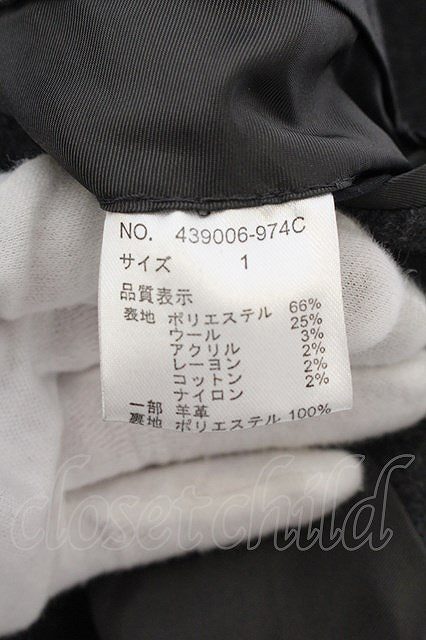 NO. 439006-974C
サイズ 1
品質表示
表地 ポリエステル 66%
ウール 25%
アクリル 3%
レーヨン 2%
コットン 2%
ナイロン 2%
一部 羊革
裏地 ポリエステル 100%
closetchild